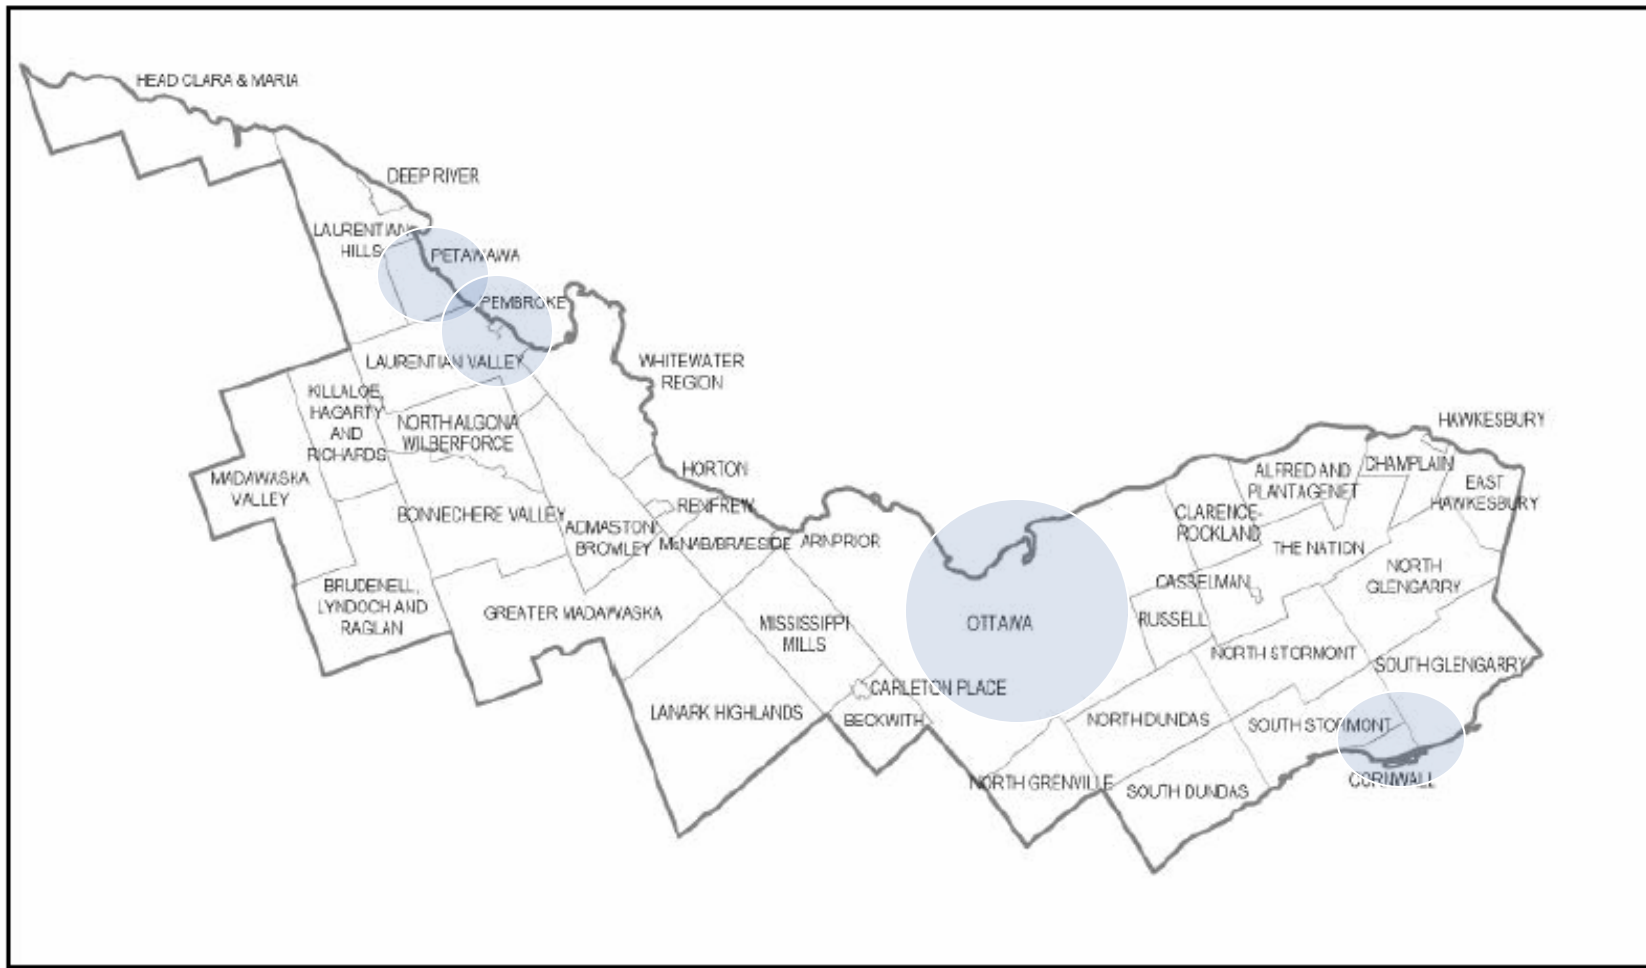 HEAD CLARA & MARIA
DEEP RIVER
LAURENTIAN
HILLS
PETAWAWA
PEMBROKE
LAURENTIAN VALLEY
WHITEWATER
REGION
KILLALOE,
HAGARTY
AND
RICHARDS
NORTH ALGONA
WILBERFORCE
MADAWASKA
VALLEY
HORTON
RENFREW
BONNECHERE VALLEY
ADMASTON
BROMLEY
McNAB/BRAESIDE
ARNPRIOR
BRUDENELL,
LYNDOCH AND
RAGLAN
GREATER MADAWASKA
MISSISSIPPI
MILLS
OTTAWA
CARLETON PLACE
LANARK HIGHLANDS
BECKWITH
HAWKESBURY
ALFRED AND
PLANTAGENET
CHAMPLAIN
EAST
HAWKESBURY
CLARENCE-
ROCKLAND
THE NATION
NORTH
GLENGARRY
CASSELMAN
RUSSELL
NORTH STORMONT
SOUTH GLENGARRY
NORTH DUNDAS
SOUTH STORMONT
NORTH GRENVILLE
SOUTH DUNDAS
CORNWALL